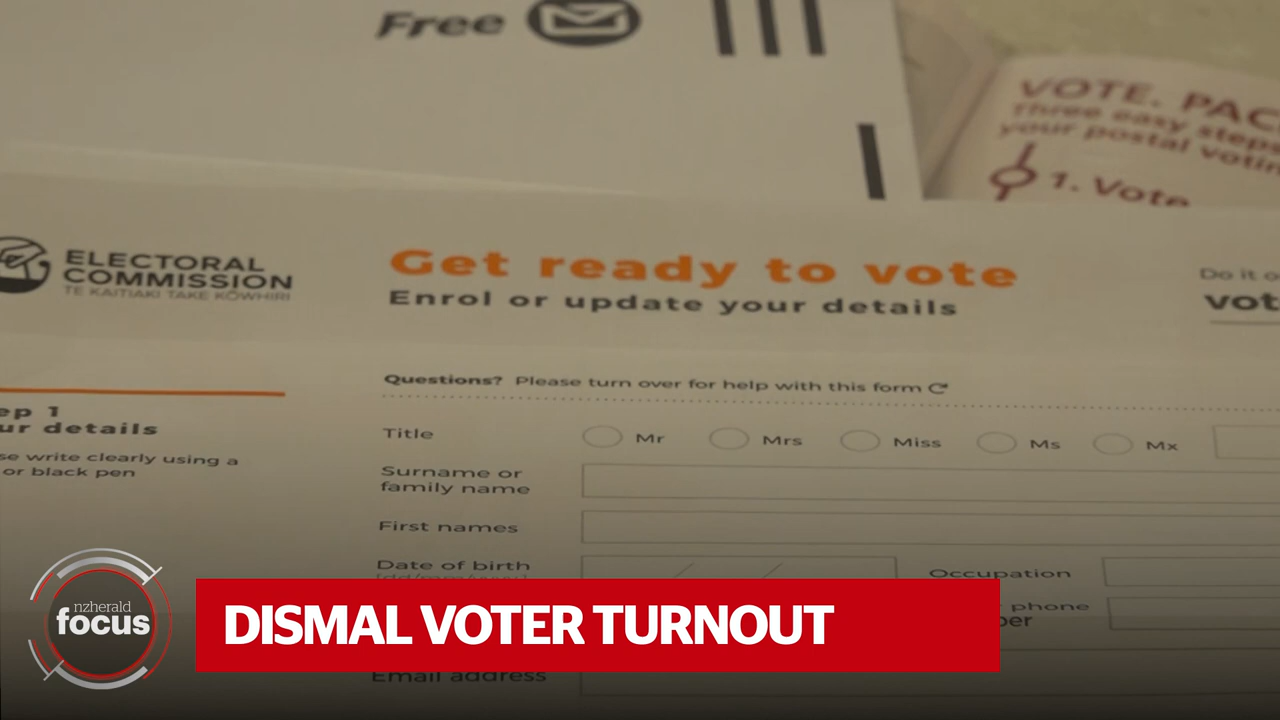 Free
VOTE. PAC
Three easy steps
your postal votin
1. Vote
ELECTORAL
COMMISSION
TE KAITIAKI TAKE KŌWHIRI
Get ready to vote
Enrol or update your details
Do it o
vot
ep 1
ur details
se write clearly using a
or black pen
Questions? Please turn over for help with this form
Title Mr Mrs Miss Ms Mx
Surname or
family name
First names
Date of birth
Occupation
phone
ber
Email address
nzherald
focus
DISMAL VOTER TURNOUT